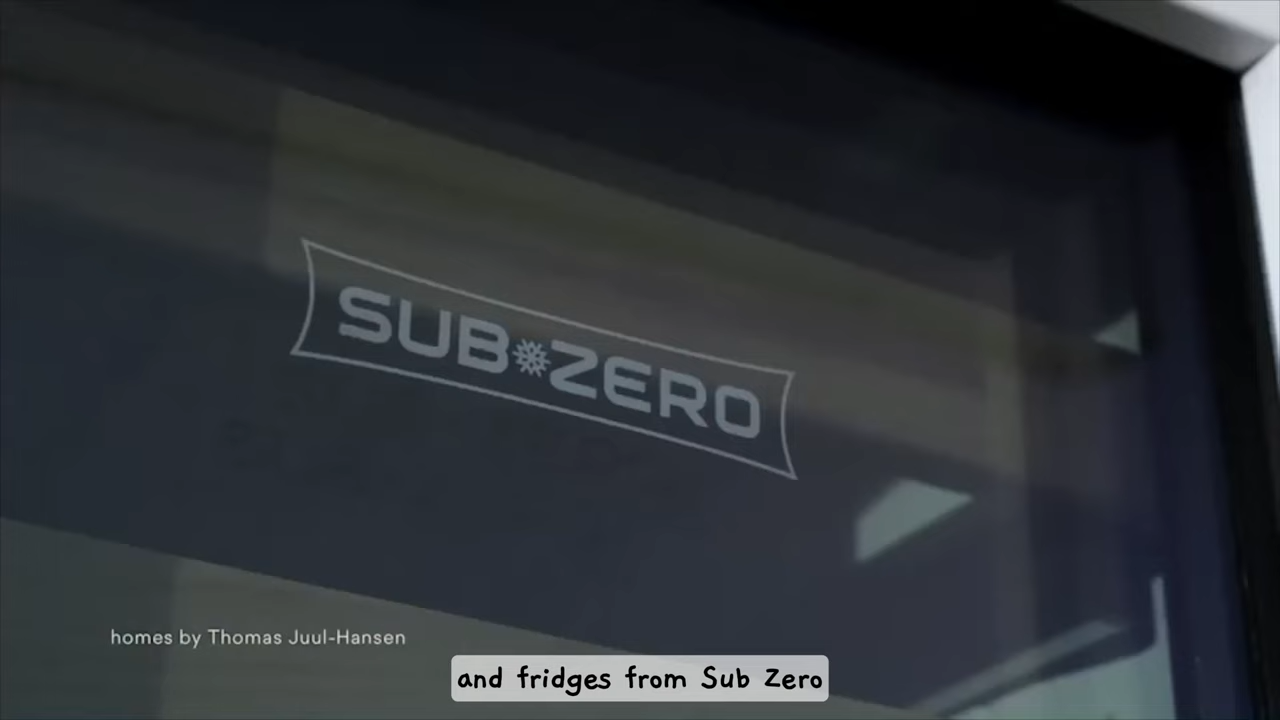 SUB ZERO
homes by Thomas Juul-Hansen
and fridges from Sub Zero